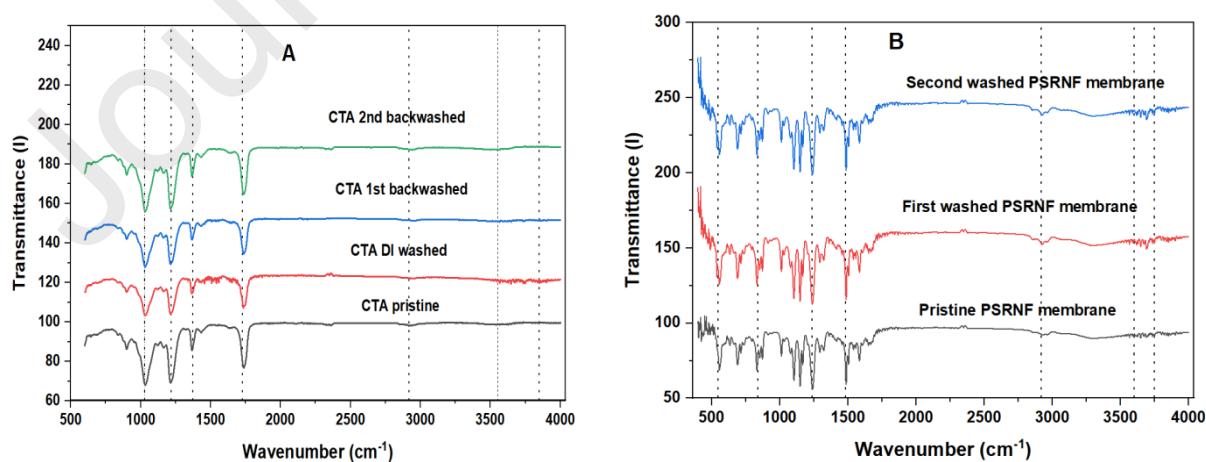 Jour
A
240
220
200
180
160
140
120
100
80
60
500 1000 1500 2000 2500 3000 3500 4000
Transmittance (I)
Wavenumber (cm-1)
CTA 2nd backwashed
CTA 1st backwashed
CTA DI washed
CTA pristine
B
300
250
200
150
100
50
500 1000 1500 2000 2500 3000 3500 4000
Transmittance (I)
Wavenumber (cm-1)
Second washed PSRNF membrane
First washed PSRNF membrane
Pristine PSRNF membrane